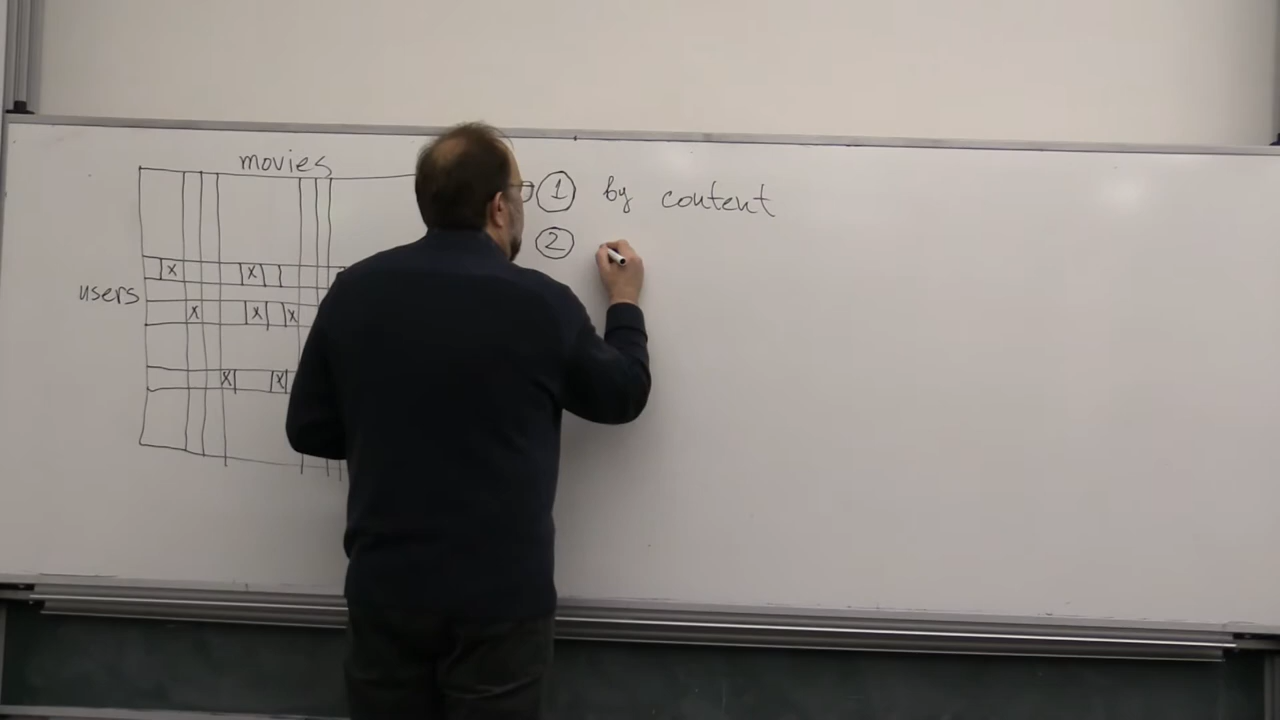 movies
users
x x
x x x
x x
① by content
②